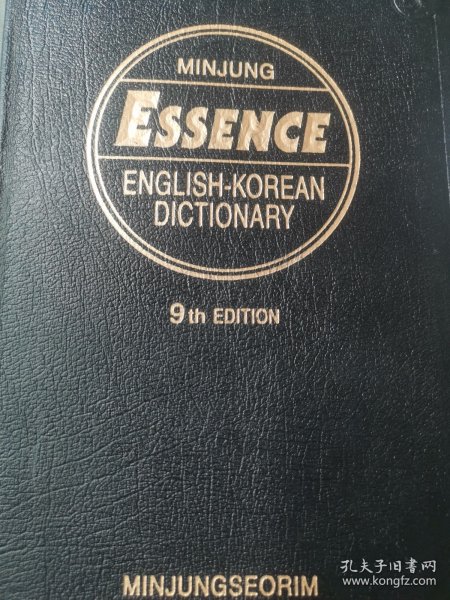 MINJUNG
ESSENCE
ENGLISH-KOREAN
DICTIONARY
9th EDITION
MINJUNGSEORIM
孔夫子旧书网
www.kongfz.com